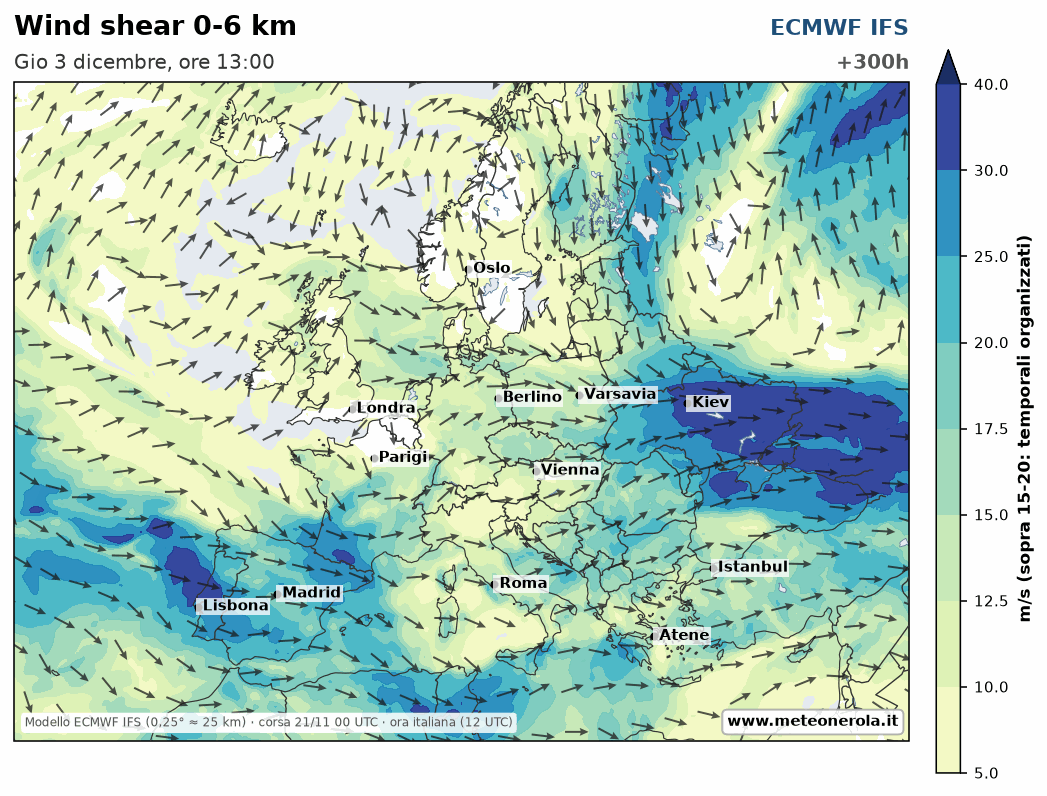 Wind shear 0-6 km
ECMWF IFS
Gio 3 dicembre, ore 13:00
+300h
40.0
30.0
25.0
20.0
17.5
15.0
12.5
10.0
5.0
m/s (sopra 15-20: temporali organizzati)
Oslo
Berlino
Varsavia
Kiev
Londra
Parigi
Vienna
Istanbul
Roma
Madrid
Lisbona
Atene
Modello ECMWF IFS (0,25° ≈ 25 km) · corsa 21/11 00 UTC · ora italiana (12 UTC)
www.meteonerola.it